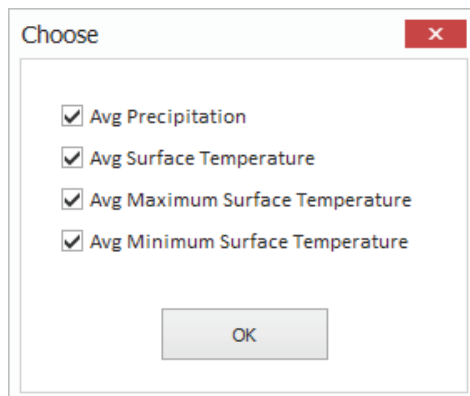 Choose
Avg Precipitation
Avg Surface Temperature
Avg Maximum Surface Temperature
Avg Minimum Surface Temperature
OK